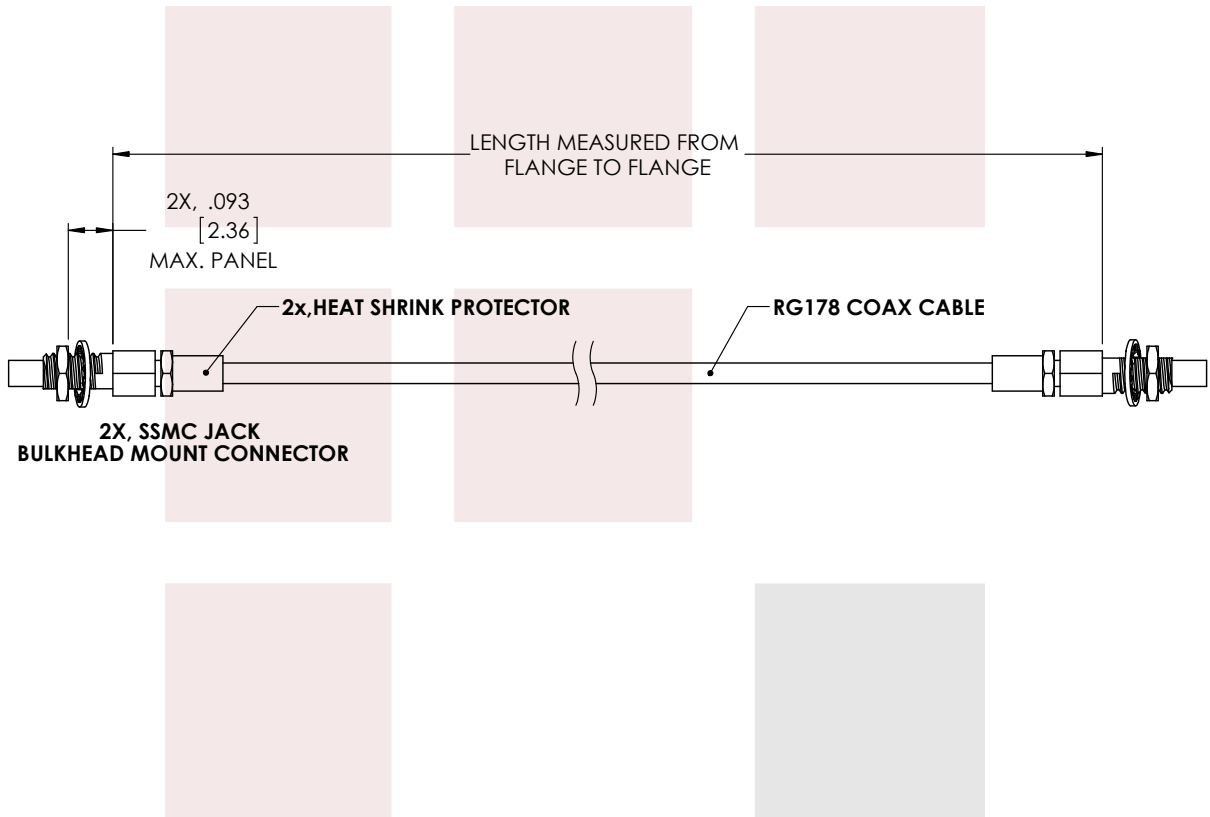 LENGTH MEASURED FROM
FLANGE TO FLANGE
2X, .093
[2.36]
MAX. PANEL
2x,HEAT SHRINK PROTECTOR
RG178 COAX CABLE
2X, SSMC JACK
BULKHEAD MOUNT CONNECTOR